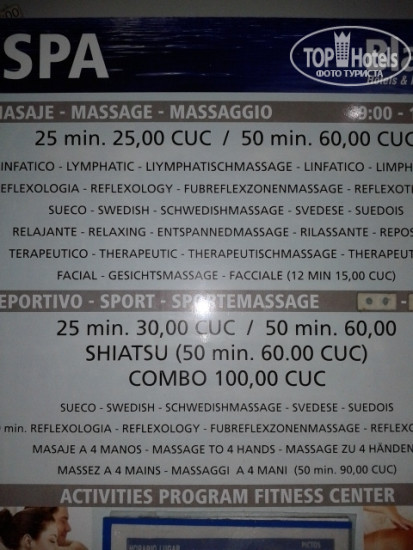 SPA
TOP Hotels
ФОТО ТУРИСТА
MASAJE - MASSAGE - MASSAGGIO
25 min. 25,00 CUC / 50 min. 60,00 CUC
INFATICO - LYMPHATIC - LIYMPHATISCHMASSAGE - LINFATICO - LIMPH
EFLEXOLOGIA - REFLEXOLOGY - FUBREFLEXZONENMASSAGE - REFLEXOTE
SUECO - SWEDISH - SCHWEDISHMASSAGE - SVEDESE - SUEDOIS
RELAJANTE - RELAXING - ENTSPANNEDMASSAGE - RILASSANTE - REPOS
TERAPEUTICO - THERAPEUTIC - THERAPEUTISCHMASSAGE - THERAPEUT
FACIAL - GESICHTSMASSAGE - FACCIALE (12 MIN 15,00 CUC)
EPORTIVO - SPORT - SPORTEMASSAGE
25 min. 30,00 CUC / 50 min. 60,00
SHIATSU (50 min. 60.00 CUC)
COMBO 100,00 CUC
SUECO - SWEDISH - SCHWEDISHMASSAGE - SVEDESE - SUEDOIS
min. REFLEXOLOGIA - REFLEXOLOGY - FUBREFLEXZONENMASSAGE - REFLEXO
MASAJE A 4 MANOS - MASSAGE TO 4 HANDS - MASSAGE ZU 4 HÄNDEN
MASSEZ A 4 MAINS - MASSAGGI A 4 MANI (50 min. 90,00 CUC)
ACTIVITIES PROGRAM FITNESS CENTER